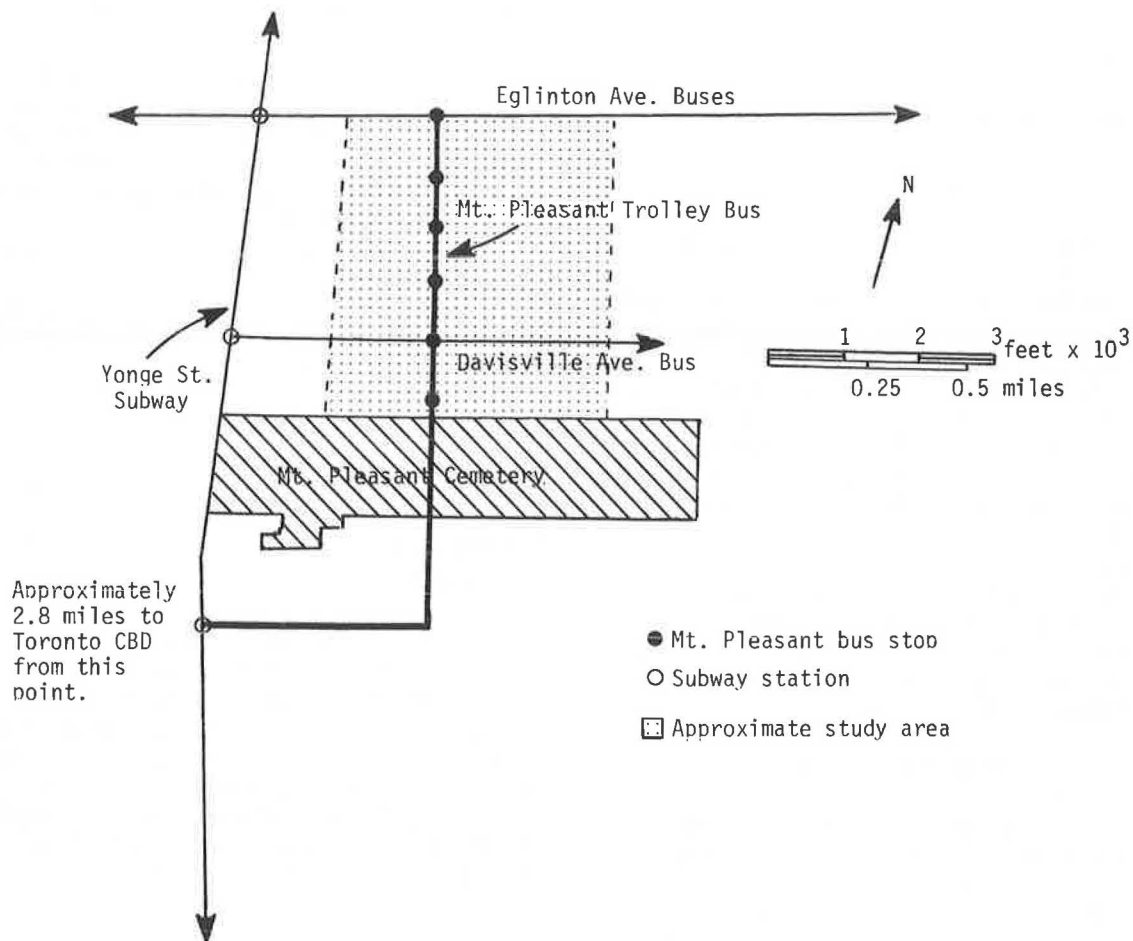 Eglinton Ave. Buses
N
Mt. Pleasant Trolley Bus
1 2 3 feet x 10³
0.25 0.5 miles
Yonge St.
Subway
Davisville Ave. Bus
Mt. Pleasant Cemetery
Approximately
2.8 miles to
Toronto CBD
from this
point.
Mt. Pleasant bus stop
Subway station
Approximate study area